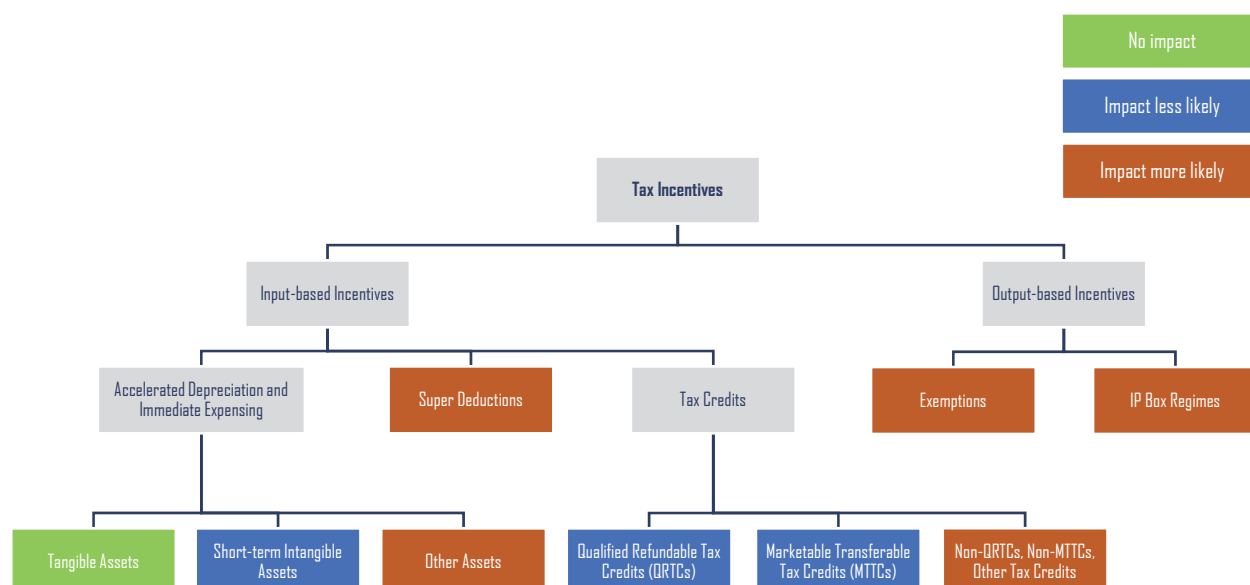 No impact
Impact less likely
Impact more likely
Tax Incentives
Input-based Incentives
Output-based Incentives
Accelerated Depreciation and
Immediate Expensing
Super Deductions
Tax Credits
Exemptions
IP Box Regimes
Tangible Assets
Short-term Intangible
Assets
Other Assets
Qualified Refundable Tax
Credits (QRTCs)
Marketable Transferable
Tax Credits (MTTCs)
Non-QRTCs, Non-MTTCs,
Other Tax Credits